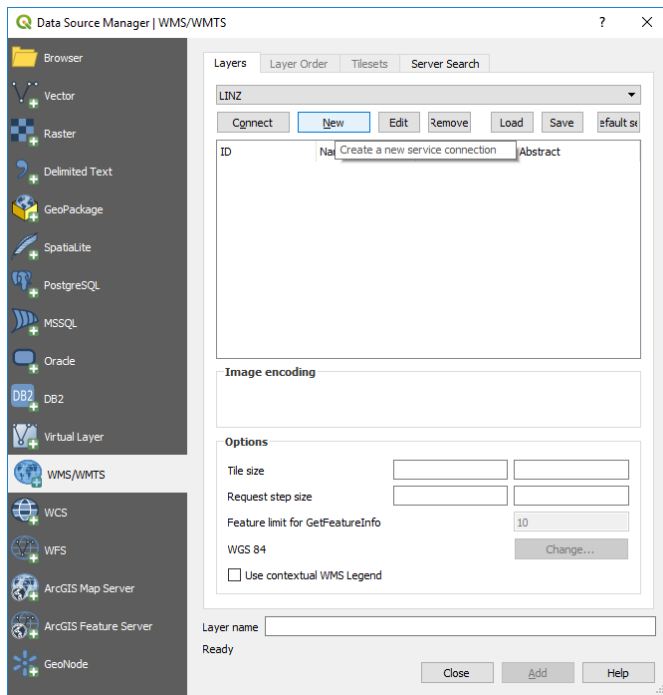 Data Source Manager | WMS/WMTS
?
Browser
Vector
Raster
Delimited Text
GeoPackage
SpatiaLite
PostgreSQL
MSSQL
Oracle
DB2 DB2
Virtual Layer
WMS/WMTS
WCS
WFS
ArcGIS Map Server
ArcGIS Feature Server
GeoNode
Layers Layer Order Tilesets Server Search
LINZ
Connect New Edit Remove Load Save efault se
ID Nar Abstract
Create a new service connection
Image encoding
Options
Tile size
Request step size
Feature limit for GetFeatureInfo 10
WGS 84 Change...
Use contextual WMS Legend
Layer name
Ready
Close Add Help